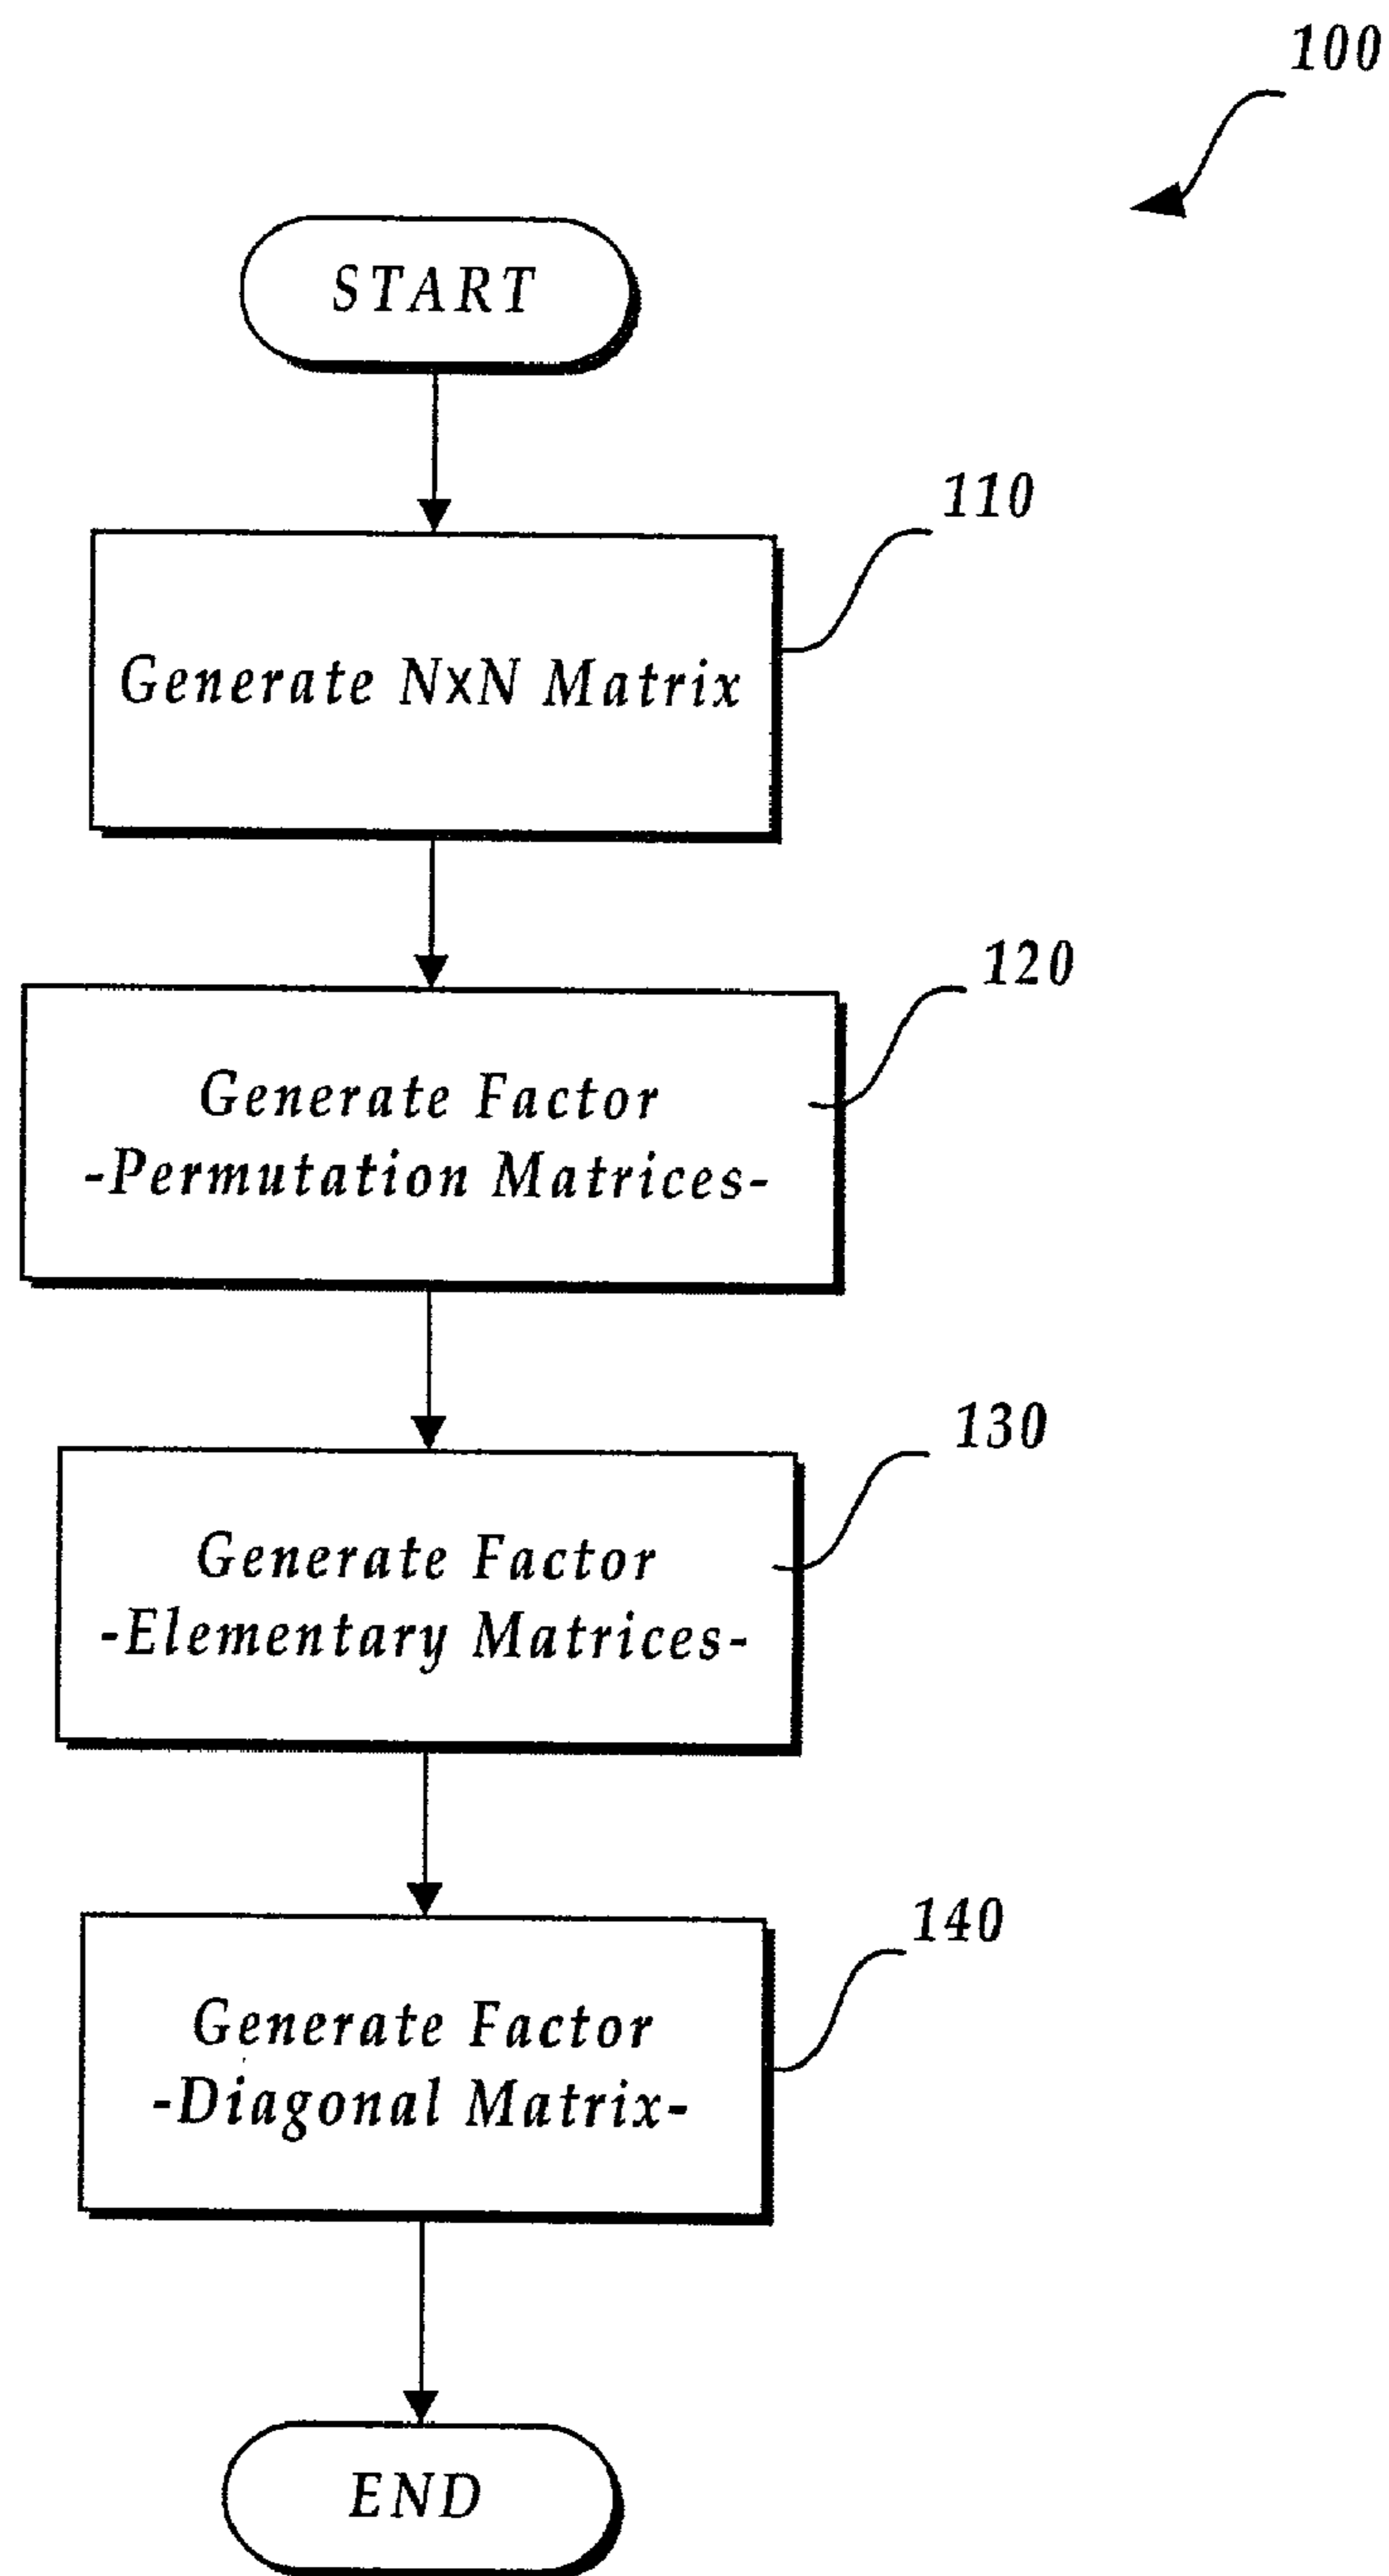 100
START
110
Generate NxN Matrix
120
Generate Factor
-Permutation Matrices-
130
Generate Factor
-Elementary Matrices-
140
Generate Factor
-Diagonal Matrix-
END